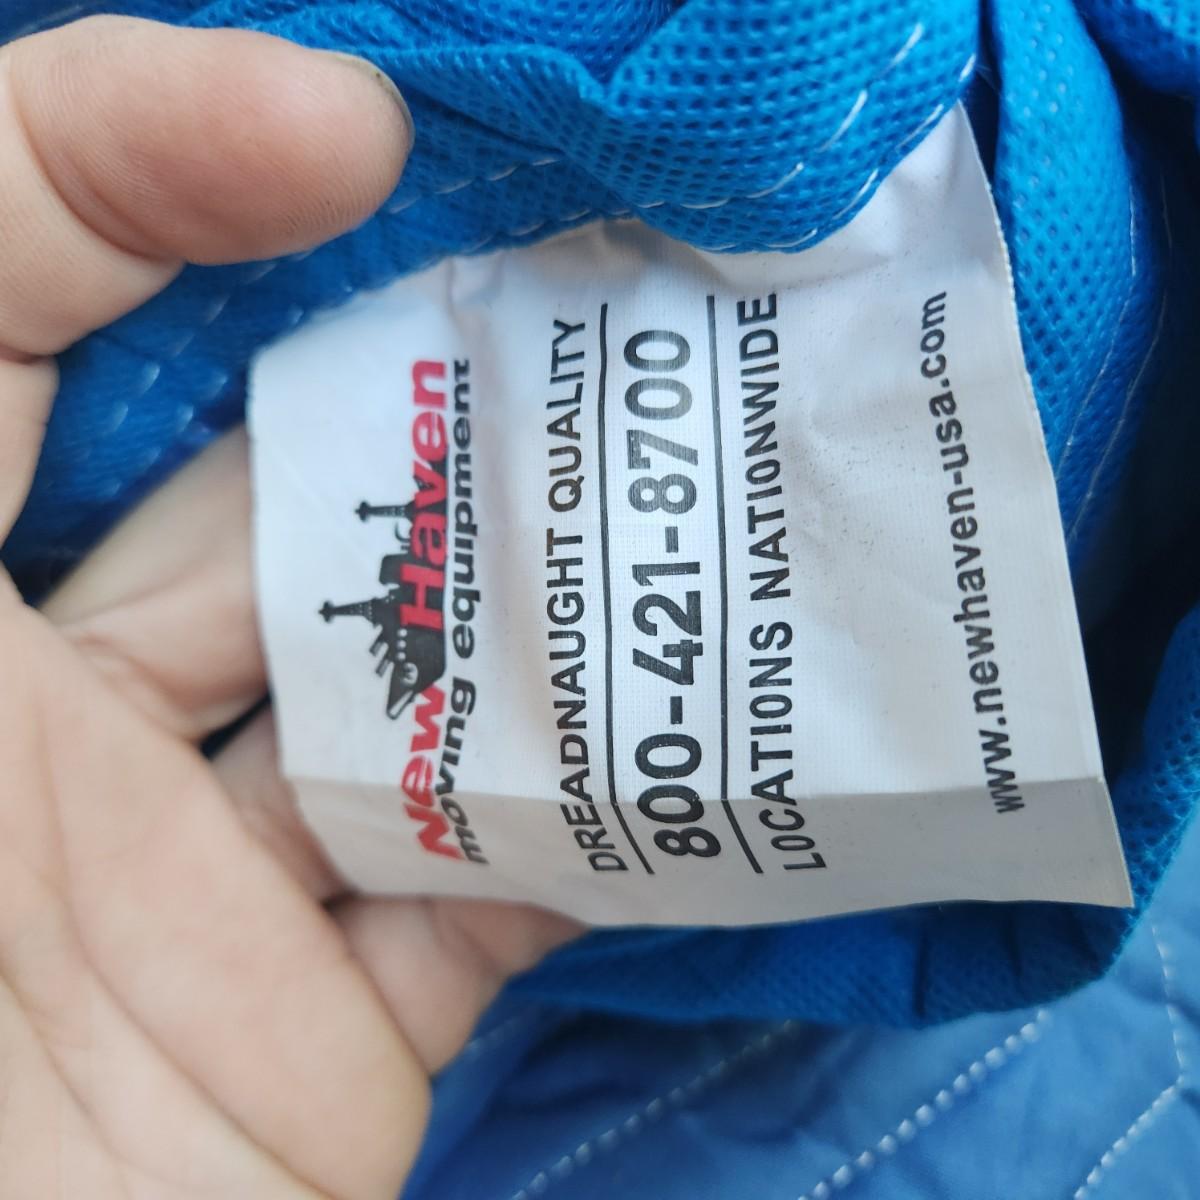 New Haven
moving equipment
DREADNAUGHT QUALITY
800-421-8700
LOCATIONS NATIONWIDE
www.newhaven-usa.com